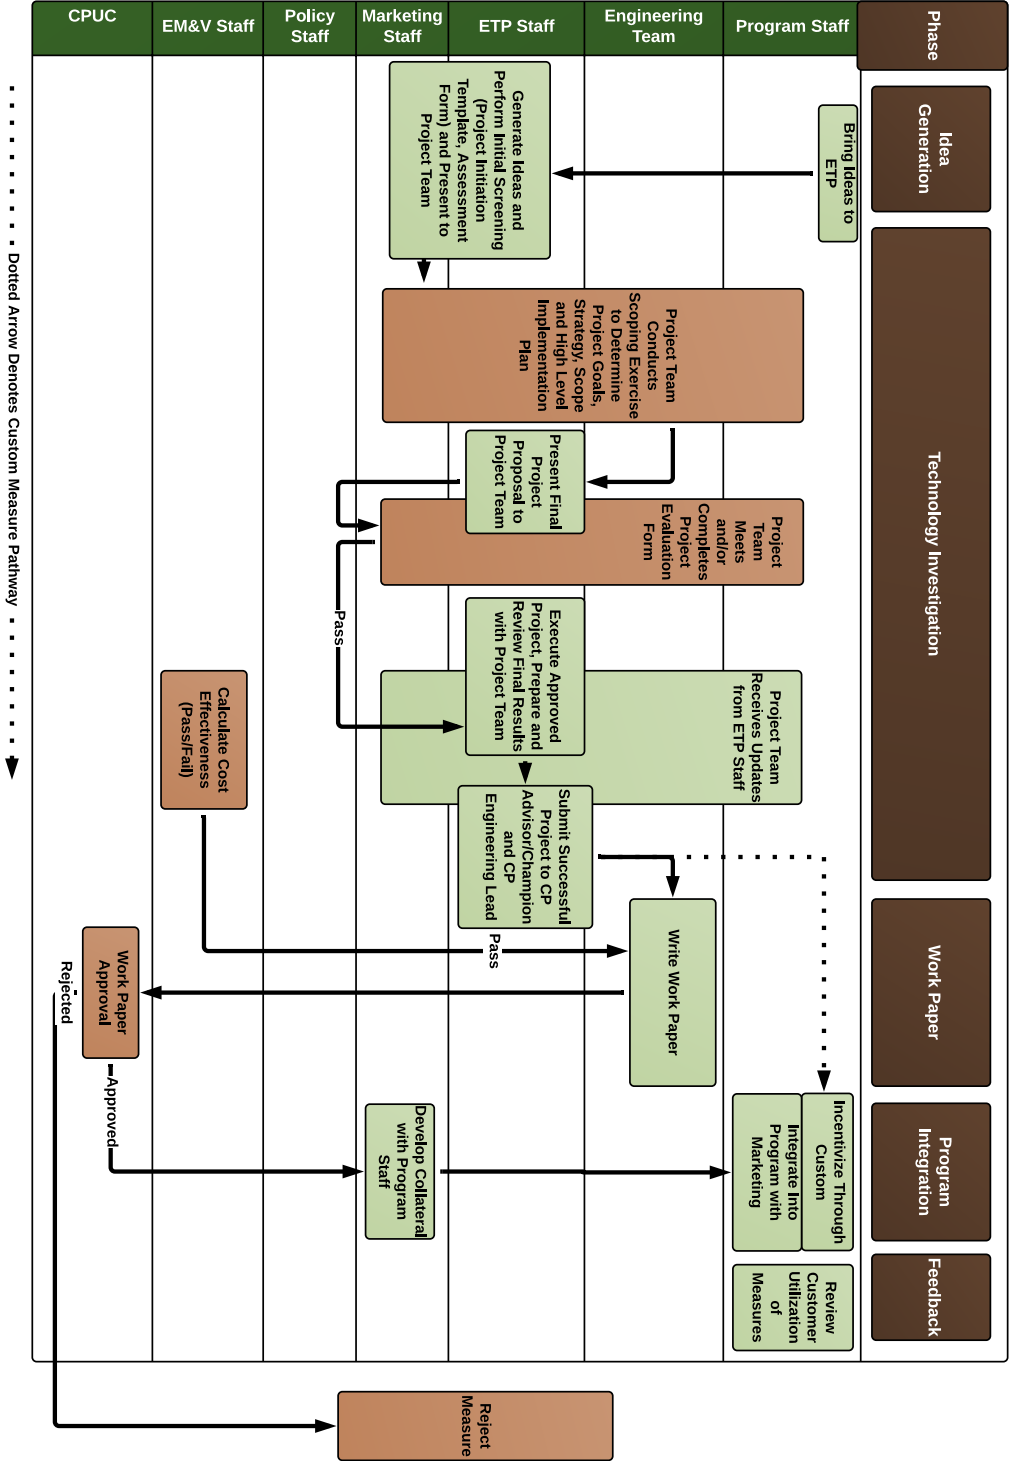 CPUC
EM&V Staff
Policy
Staff
Marketing
Staff
ETP Staff
Engineering
Team
Program Staff
Phase
Idea
Generation
Technology Investigation
Work Paper
Program
Integration
Feedback
Bring Ideas to
ETP
Generate Ideas and
Perform Initial Screening
(Project Initiation
Template, Assessment
Form) and Present to
Project Team
Project Team
Conducts
Scoping Exercise
to Determine
Project Goals,
Strategy, Scope
and High Level
Implementation
Plan
Present Final
Project
Proposal to
Project Team
Project
Team
Meets
and/or
Completes
Project
Evaluation
Form
Pass
Execute Approved
Project, Prepare and
Review Final Results
with Project Team
Project Team
Receives Updates
from ETP Staff
Calculate Cost
Effectiveness
(Pass/Fail)
Submit Successful
Project to CP
Advisor/Champion
and CP
Engineering Lead
Pass
Write Work Paper
Work Paper
Approval
Rejected
Approved
Develop Collateral
with Program
Staff
Incentivize Through
Custom
Integrate Into
Program with
Marketing
Review
Customer
Utilization
of
Measures
Reject
Measure
Dotted Arrow Denotes Custom Measure Pathway